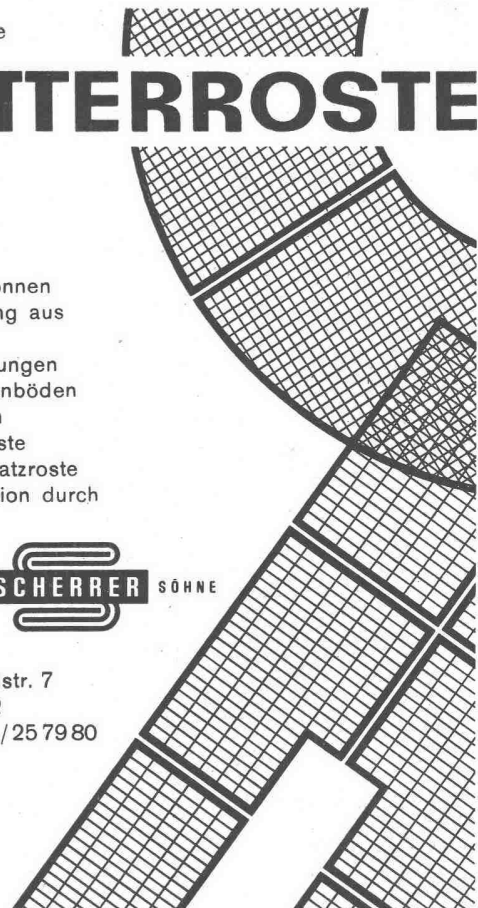 e
TTERROSTE
onnen
ng aus
ungen
nböden
n
ste
atzroste
ion durch
SCHERRER SÖHNE
str. 7
/ 25 79 80